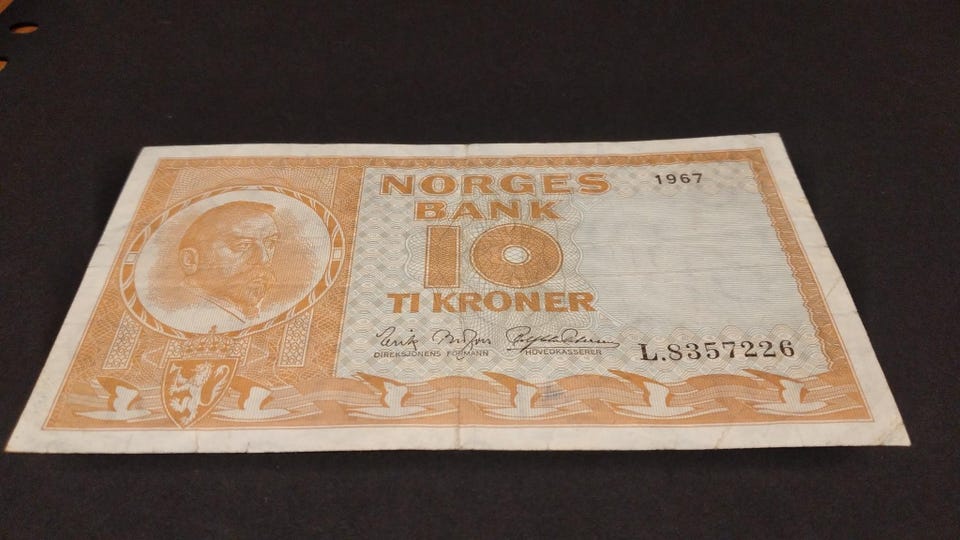 NORGES
1967
BANK
10
TI KRONER
DIREKSJONENS FORMANN
HOVEDKASSERER
L.8357226